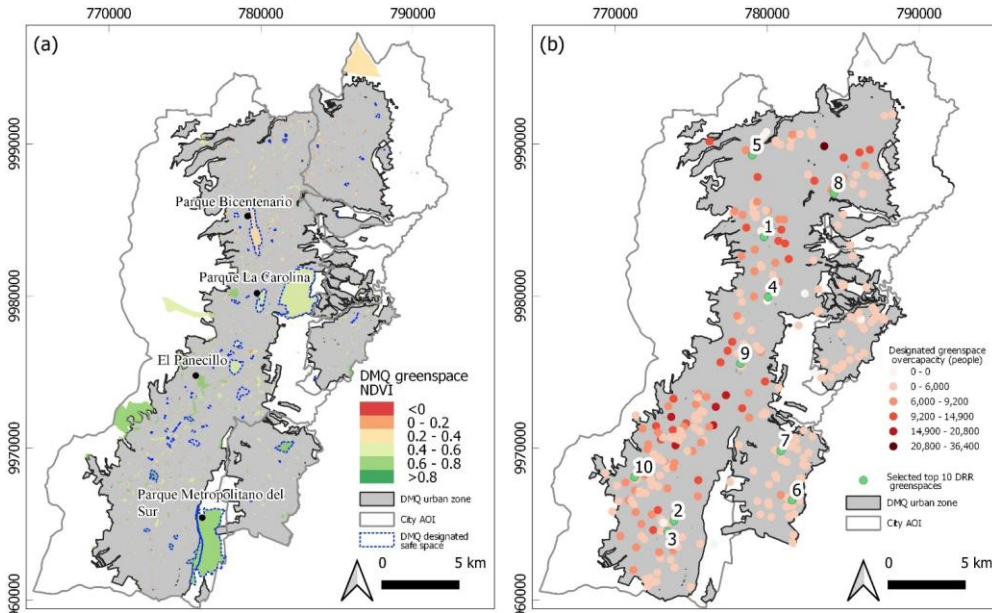 770000 780000 790000
(a)
9990000
9980000
9970000
9960000
Parque Bicentenario
Parque La Carolina
El Panecillo
Parque Metropolitano del
Sur
DMQ greenspace
NDVI
<0
0 - 0.2
0.2 - 0.4
0.4 - 0.6
0.6 - 0.8
>0.8
DMQ urban zone
City AOI
DMQ designated
safe space
0 5 km
770000 780000 790000
(b)
9990000
9980000
9970000
9960000
5
8
1
4
9
7
10
6
2
3
Designated greenspace
overcapacity (people)
0 - 0
0 - 6,000
6,000 - 9,200
9,200 - 14,900
14,900 - 20,800
20,800 - 36,400
Selected top 10 DRR
greenspaces
DMQ urban zone
City AOI
0 5 km